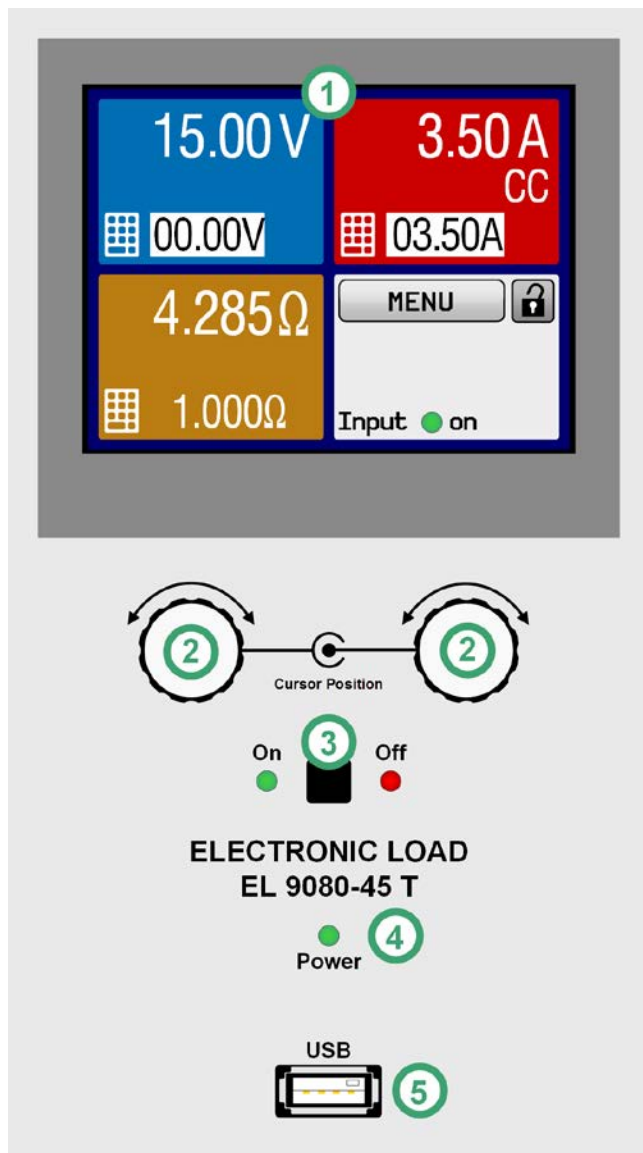 1
15.00 V
3.50 A
CC
00.00V
03.50A
4.285Ω
MENU
1.000Ω
Input on
2
2
Cursor Position
3
On
Off
ELECTRONIC LOAD
EL 9080-45 T
4
Power
USB
5